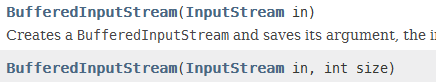 BufferedInputStream(InputStream in)
Creates a BufferedInputStream and saves its argument, the
BufferedInputStream(InputStream in, int size)